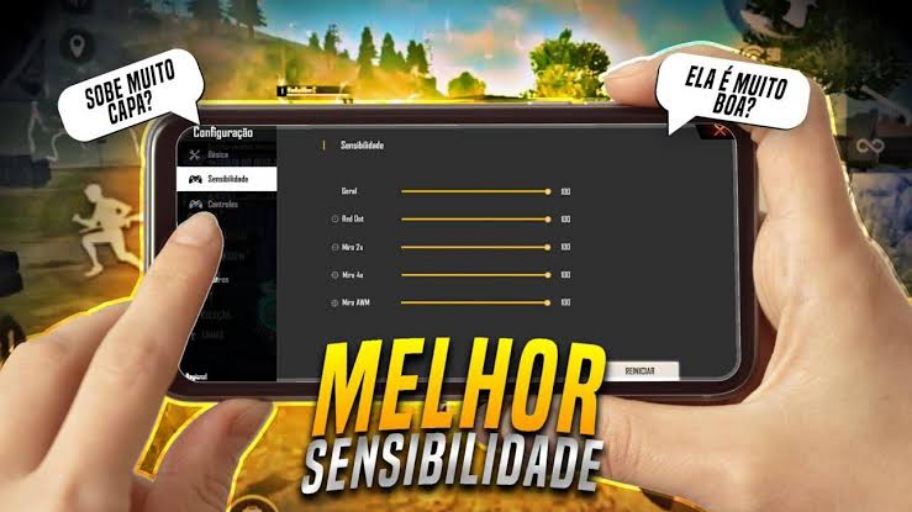 SOBE MUITO
CAPA?
ELA É MUITO
BOA?
Configuração
Básico
Sensibilidade
Controles
Sensibilidade
Geral 100
Red Dot 100
Mira 2x 100
Mira 4x 100
Mira AWM 100
REINICIAR
MELHOR
SENSIBILIDADE